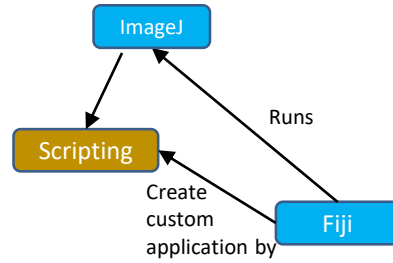 ImageJ
Runs
Scripting
Create
custom
application by
Fiji